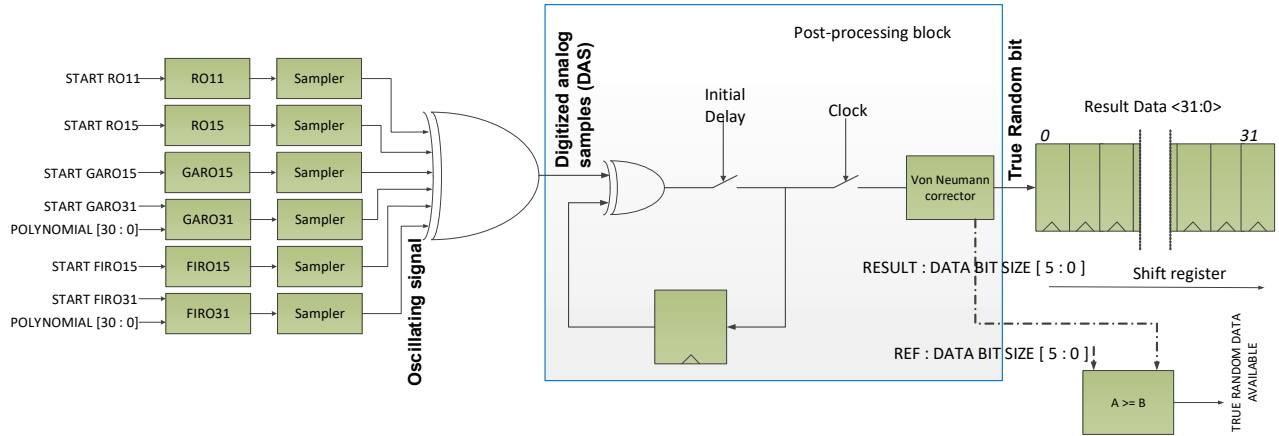 Post-processing block
START RO11
RO11
Sampler
START RO15
RO15
Sampler
START GARO15
GARO15
Sampler
START GARO31
POLYNOMIAL [30 : 0]
GARO31
Sampler
START FIRO15
FIRO15
Sampler
START FIRO31
POLYNOMIAL [30 : 0]
FIRO31
Sampler
Oscillating signal
Digitized analog
samples (DAS)
Initial
Delay
Clock
Von Neumann
corrector
True Random bit
Result Data <31:0>
0
31
Shift register
RESULT : DATA BIT SIZE [ 5 : 0 ]
REF : DATA BIT SIZE [ 5 : 0 ]
A >= B
TRUE RANDOM DATA
AVAILABLE